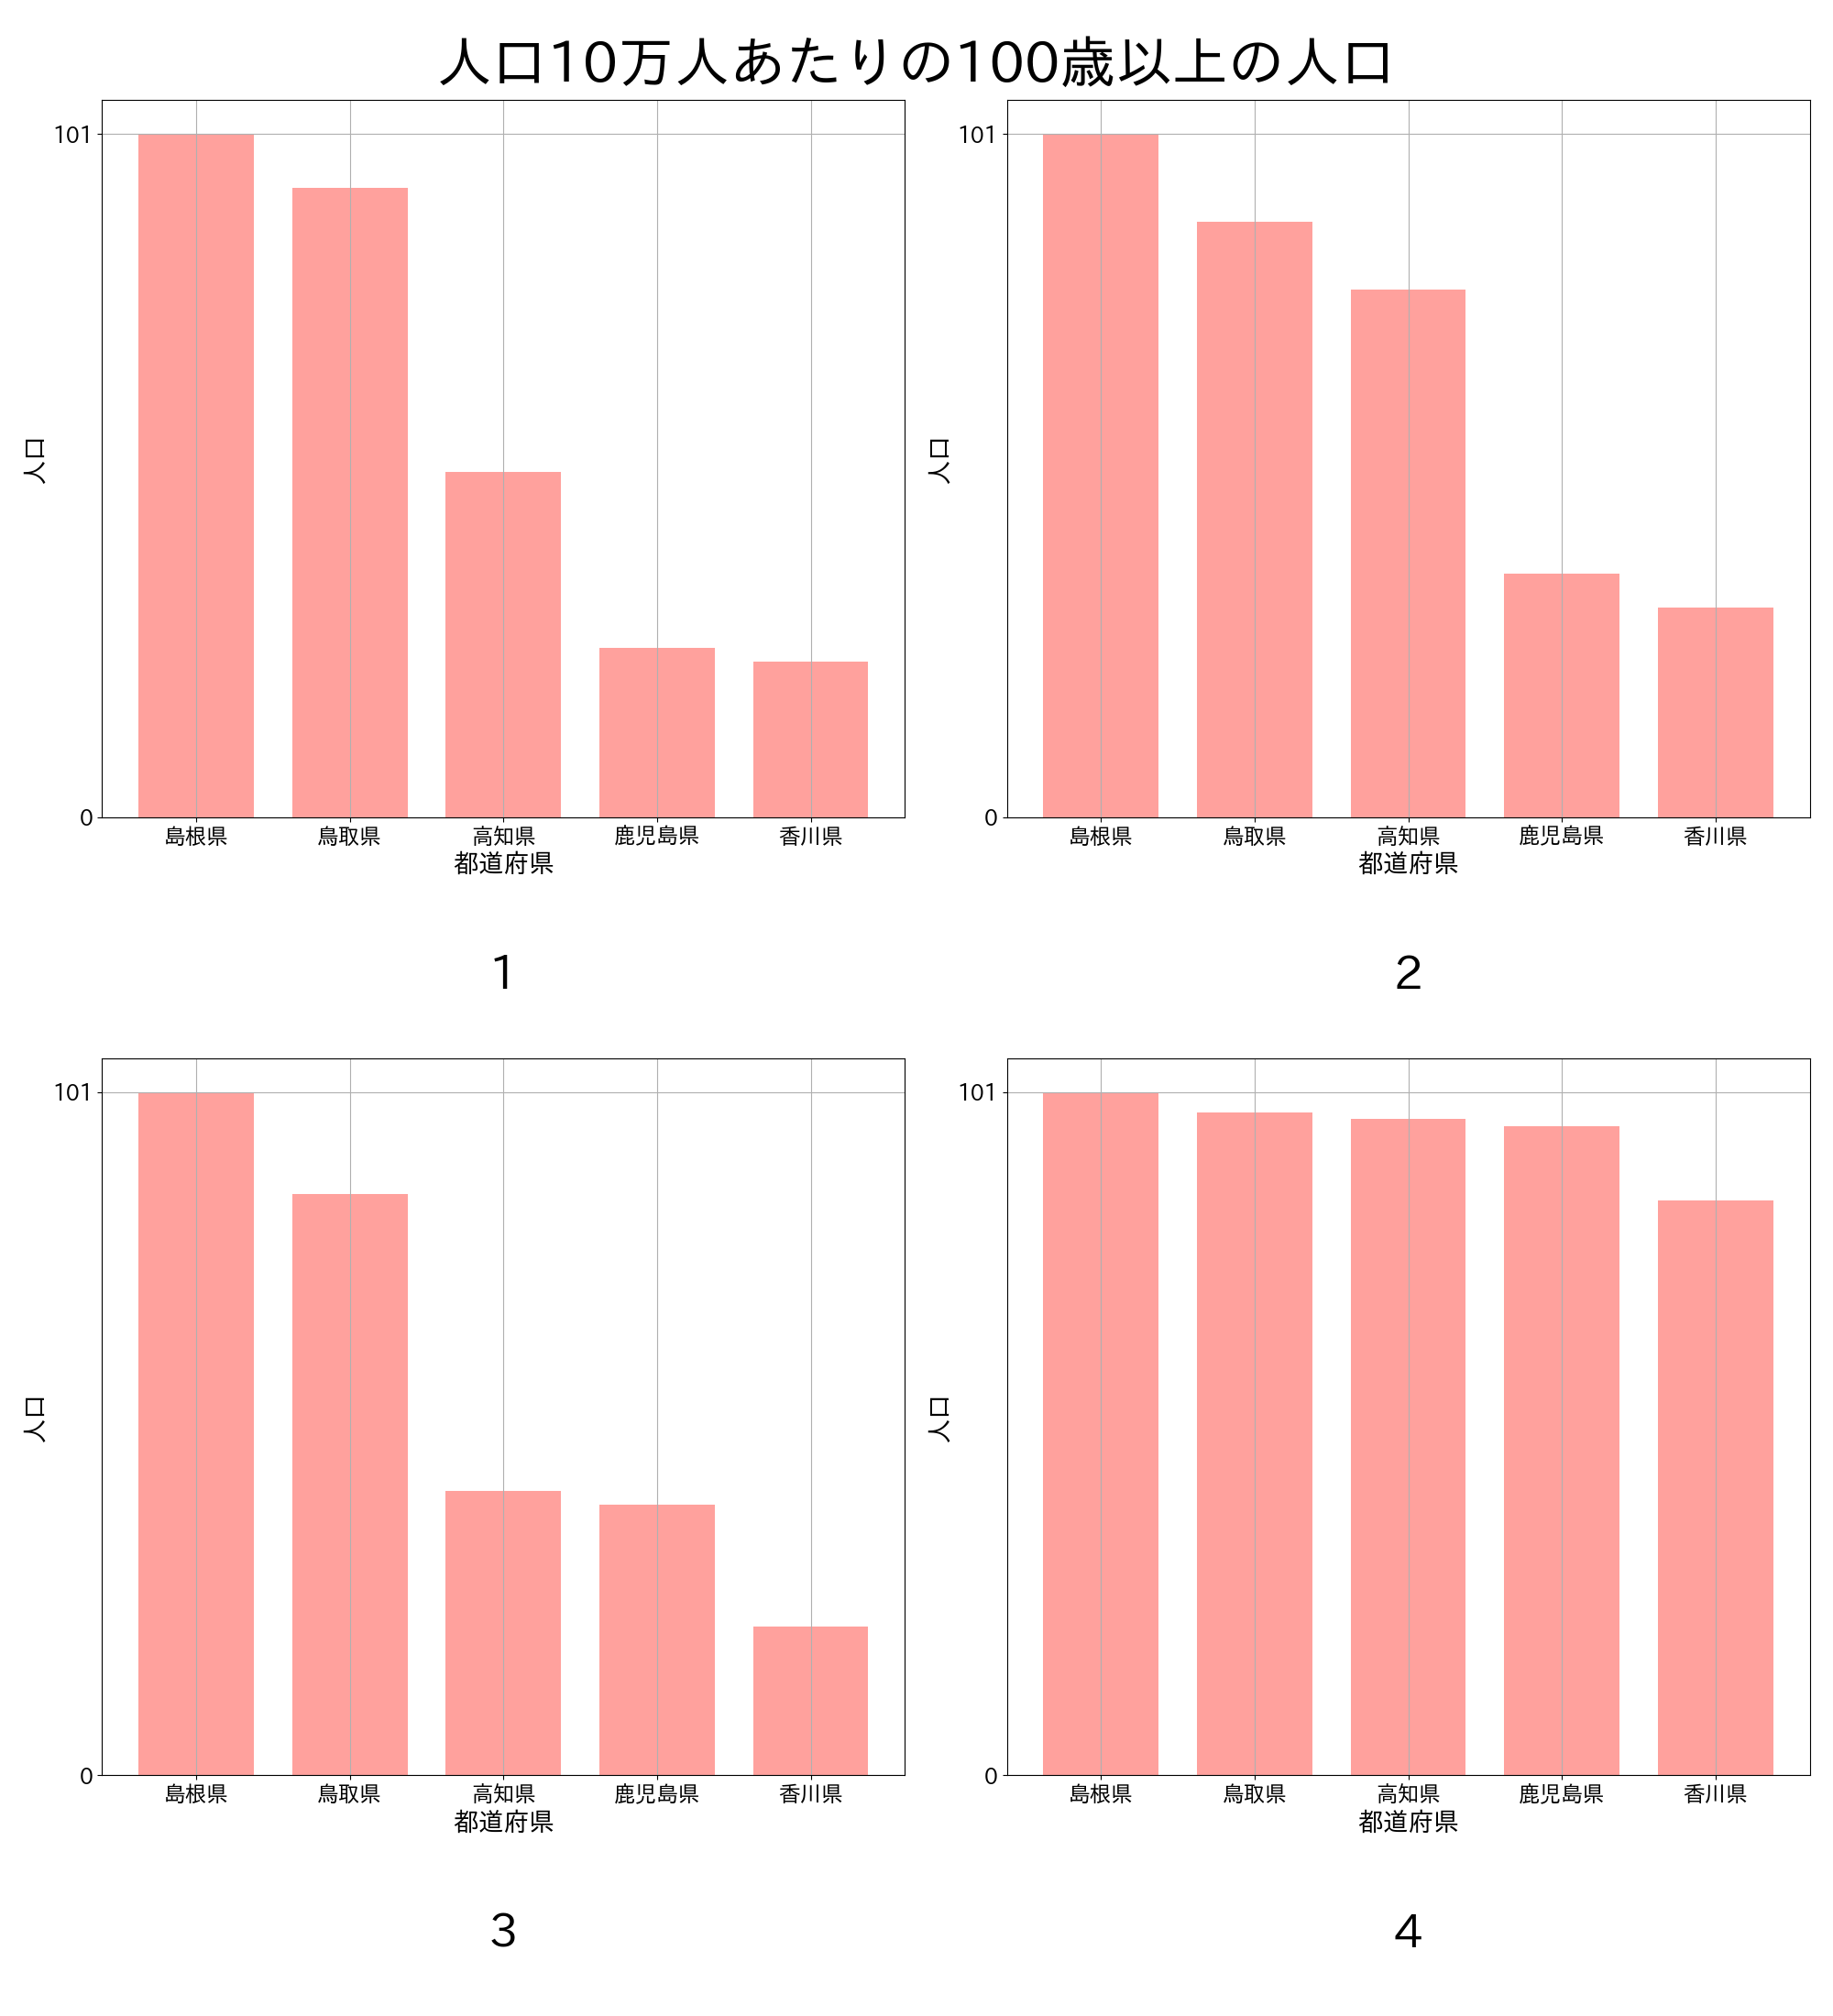 人口10万人あたりの100歳以上の人口
101
人口
0
島根県 鳥取県 高知県 鹿児島県 香川県
都道府県
1
101
人口
0
島根県 鳥取県 高知県 鹿児島県 香川県
都道府県
2
101
人口
0
島根県 鳥取県 高知県 鹿児島県 香川県
都道府県
3
101
人口
0
島根県 鳥取県 高知県 鹿児島県 香川県
都道府県
4